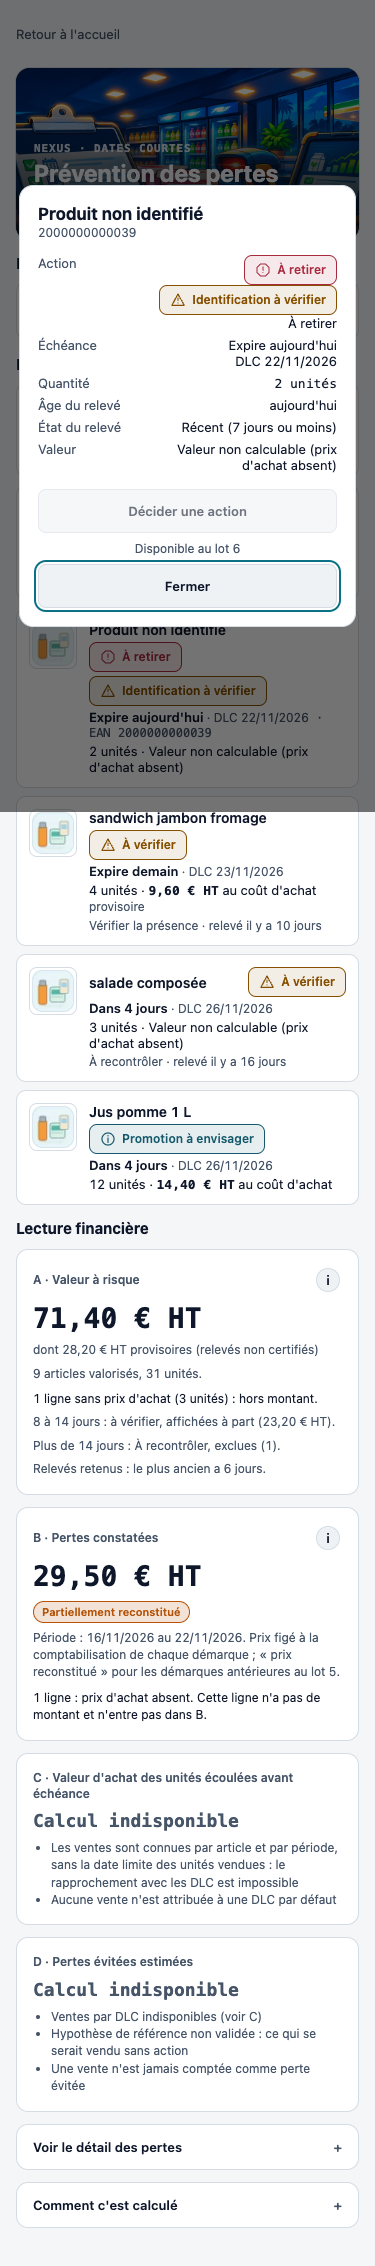 Retour à l'accueil
NEXUS · DATES COURTES
Prévention des pertes
Produit non identifié
2000000000039
Action
À retirer
Identification à vérifier
À retirer
Échéance
Expire aujourd'hui
DLC 22/11/2026
Quantité
2 unités
Âge du relevé
aujourd'hui
État du relevé
Récent (7 jours ou moins)
Valeur
Valeur non calculable (prix
d'achat absent)
Décider une action
Disponible au lot 6
Fermer
Produit non identifié
À retirer
Identification à vérifier
Expire aujourd'hui · DLC 22/11/2026 ·
EAN 2000000000039
2 unités · Valeur non calculable (prix
d'achat absent)
sandwich jambon fromage
À vérifier
Expire demain · DLC 23/11/2026
4 unités · 9,60 € HT au coût d'achat
provisoire
Vérifier la présence · relevé il y a 10 jours
salade composée
À vérifier
Dans 4 jours · DLC 26/11/2026
3 unités · Valeur non calculable (prix
d'achat absent)
À recontrôler · relevé il y a 16 jours
Jus pomme 1 L
Promotion à envisager
Dans 4 jours · DLC 26/11/2026
12 unités · 14,40 € HT au coût d'achat
Lecture financière
A · Valeur à risque
i
71,40 € HT
dont 28,20 € HT provisoires (relevés non certifiés)
9 articles valorisés, 31 unités.
1 ligne sans prix d'achat (3 unités) : hors montant.
8 à 14 jours : à vérifier, affichées à part (23,20 € HT).
Plus de 14 jours : À recontrôler, exclues (1).
Relevés retenus : le plus ancien a 6 jours.
B · Pertes constatées
i
29,50 € HT
Partiellement reconstitué
Période : 16/11/2026 au 22/11/2026. Prix figé à la
comptabilisation de chaque démarque ; « prix
reconstitué » pour les démarques antérieures au lot 5.
1 ligne : prix d'achat absent. Cette ligne n'a pas de
montant et n'entre pas dans B.
C · Valeur d'achat des unités écoulées avant
échéance
Calcul indisponible
• Les ventes sont connues par article et par période,
sans la date limite des unités vendues : le
rapprochement avec les DLC est impossible
• Aucune vente n'est attribuée à une DLC par défaut
D · Pertes évitées estimées
Calcul indisponible
• Ventes par DLC indisponibles (voir C)
• Hypothèse de référence non validée : ce qui se
serait vendu sans action
• Une vente n'est jamais comptée comme perte
évitée
Voir le détail des pertes
+
Comment c'est calculé
+